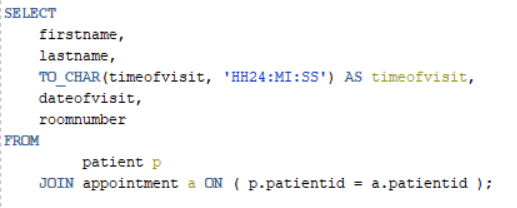 SELECT
firstname,
lastname,
TO_CHAR(timeofvisit, 'HH24:MI:SS') AS timeofvisit,
dateofvisit,
roomnumber
FROM
patient p
JOIN appointment a ON ( p.patientid = a.patientid );